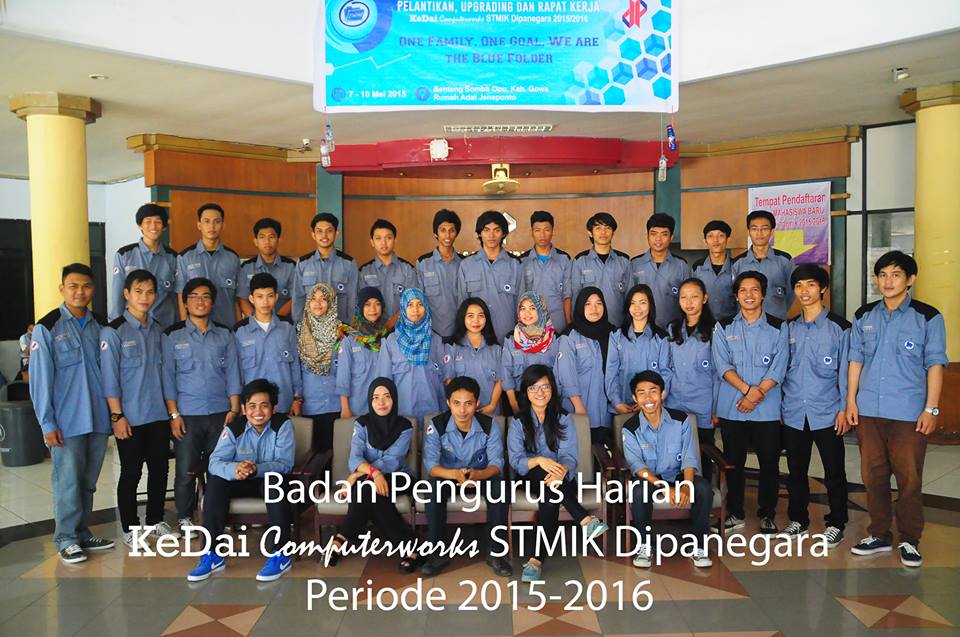 PELANTIKAN, UPGRADING DAN RAPAT KERJA
KeDai Computerworks STMIK Dipanegara 2015/2016
ONE FAMILY, ONE GOAL, WE ARE
THE BLUE FOLDER
7 - 10 Mei 2015
Benteng Somba Opu, Kab. Gowa
Rumah Adat Jeneponto
Tempat Pendaftaran
MAHASISWA BARU
Badan Pengurus Harian
KeDai Computerworks STMIK Dipanegara
Periode 2015-2016